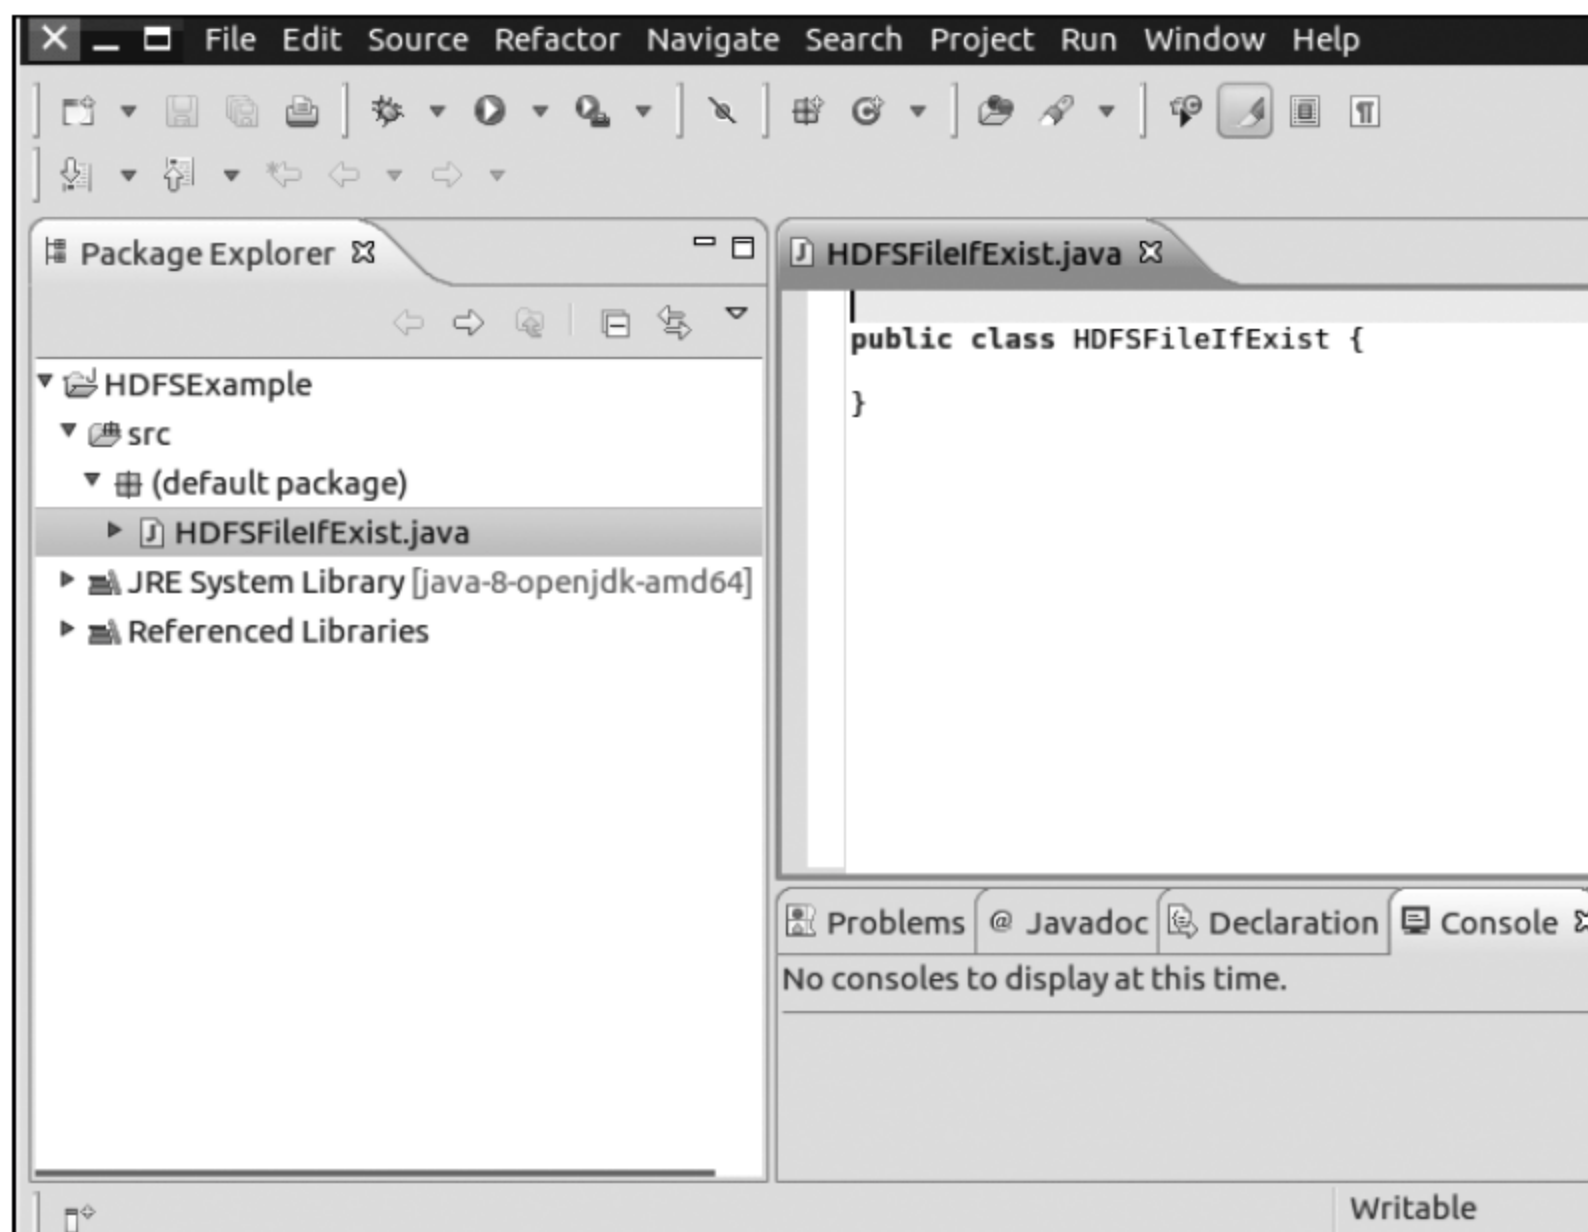 File Edit Source Refactor Navigate Search Project Run Window Help
Package Explorer
HDFSExample
src
(default package)
HDFSFileIfExist.java
JRE System Library [java-8-openjdk-amd64]
Referenced Libraries
HDFSFileIfExist.java
public class HDFSFileIfExist {
}
Problems @ Javadoc Declaration Console
No consoles to display at this time.
Writable